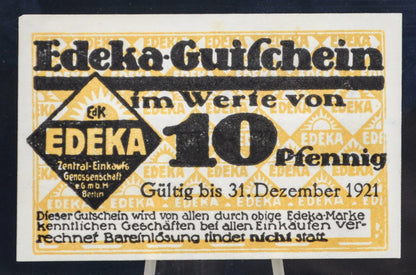 Edeka-Gutschein
im Werte von
10 Pfennig
EdK
EDEKA
Zentral-Einkaufs
Genossenschaft
e.G.m.b.H
Berlin
Gültig bis 31. Dezember 1921
Dieser Gutschein wird von allen durch obige Edeka-Marke
kenntlichen Geschäften bei allen Einkäufen ver-
rechnet Bareinlösung findet nicht statt